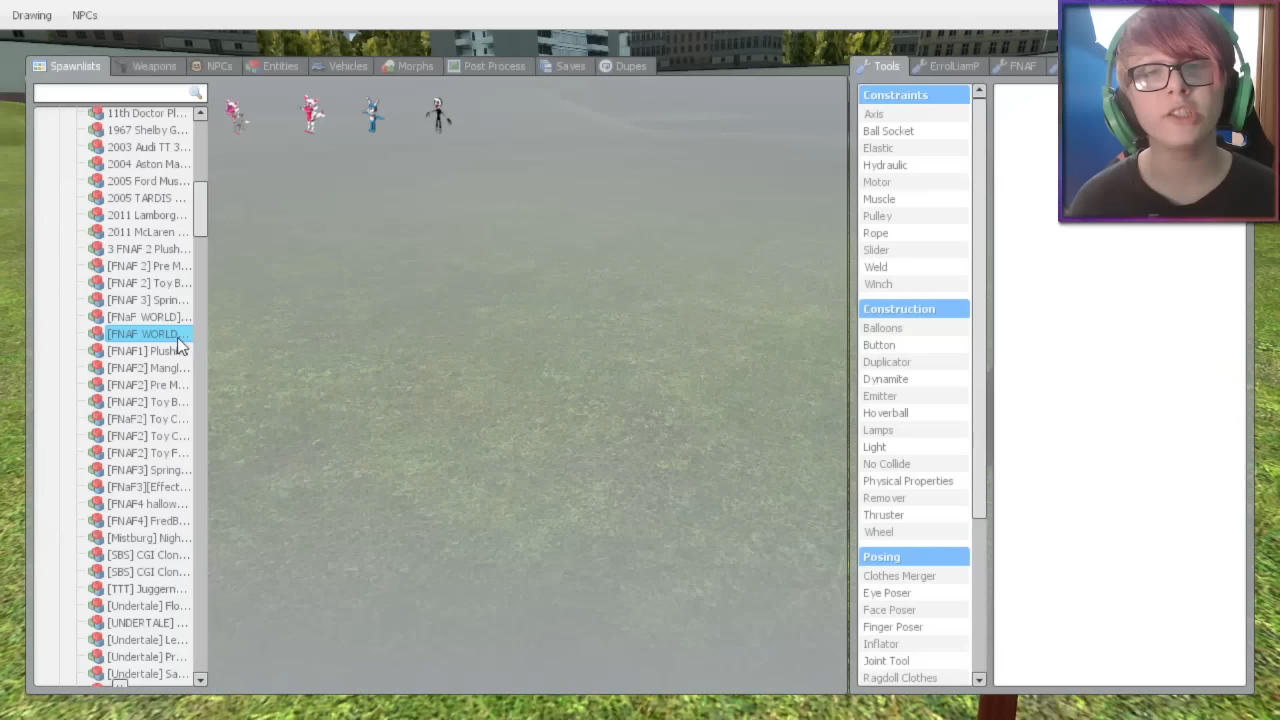 Drawing NPCs
Spawnlists Weapons NPCs Entities Vehicles Morphs Post Process Saves Dupes
Tools ErrolLiamP FNAF
11th Doctor Pl...
1967 Shelby G...
2003 Audi TT 3...
2004 Aston Ma...
2005 Ford Mus...
2005 TARDIS ...
2011 Lamborg...
2011 McLaren ...
3 FNAF 2 Plush...
[FNAF 2] Pre M...
[FNAF 2] Toy B...
[FNAF 3] Sprin...
[FNaF WORLD]...
[FNAF WORLD...
[FNAF1] Plush...
[FNAF2] Mangl...
[FNAF2] Pre M...
[FNAF2] Toy B...
[FNaF2] Toy C...
[FNAF2] Toy C...
[FNAF2] Toy F...
[FNAF3] Spring...
[FNaF3][Effect...
[FNAF4 hallow...
[FNAF4] FredB...
[Mistburg] Nigh...
[SBS] CGI Clon...
[SBS] CGI Clon...
[TTT] Juggern...
[Undertale] Flo...
[UNDERTALE] ...
[Undertale] Le...
[Undertale] Pr...
[Undertale] Sa...
Constraints
Axis
Ball Socket
Elastic
Hydraulic
Motor
Muscle
Pulley
Rope
Slider
Weld
Winch
Construction
Balloons
Button
Duplicator
Dynamite
Emitter
Hoverball
Lamps
Light
No Collide
Physical Properties
Remover
Thruster
Wheel
Posing
Clothes Merger
Eye Poser
Face Poser
Finger Poser
Inflator
Joint Tool
Ragdoll Clothes